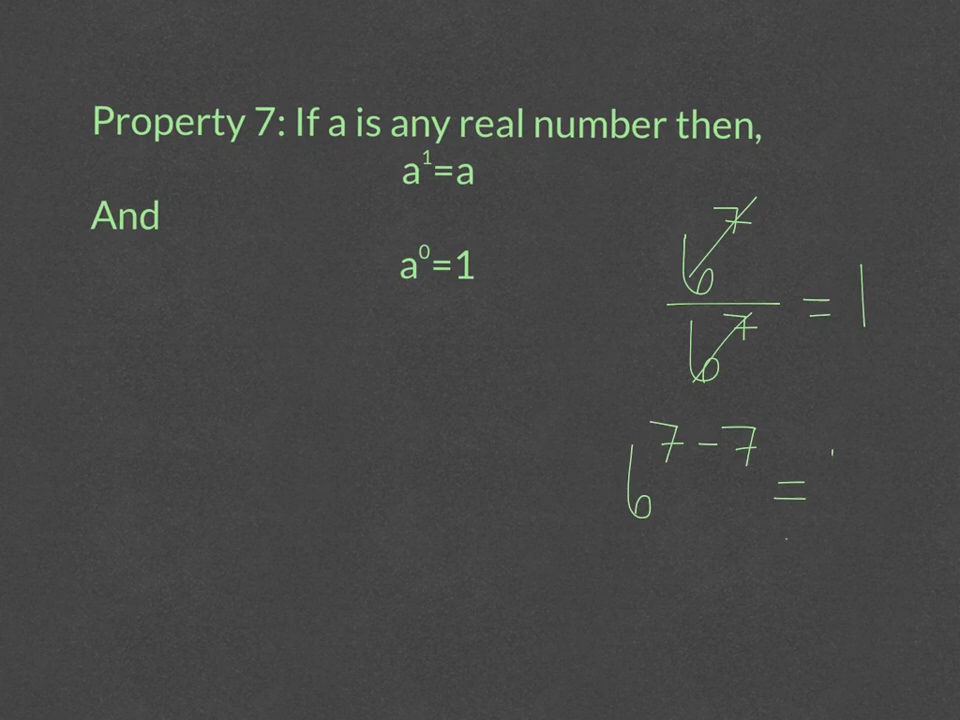 Property 7: If a is any real number then,
a¹=a
And
a⁰=1
6⁷
6⁷
= 1
6⁷⁻⁷ =